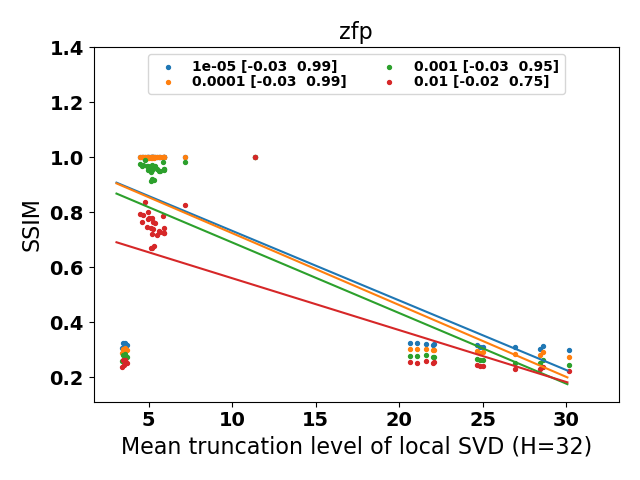 zfp
1e-05 [-0.03  0.99]
0.0001 [-0.03  0.99]
0.001 [-0.03  0.95]
0.01 [-0.02  0.75]
1.4
1.2
1.0
0.8
0.6
0.4
0.2
SSIM
5 10 15 20 25 30
Mean truncation level of local SVD (H=32)